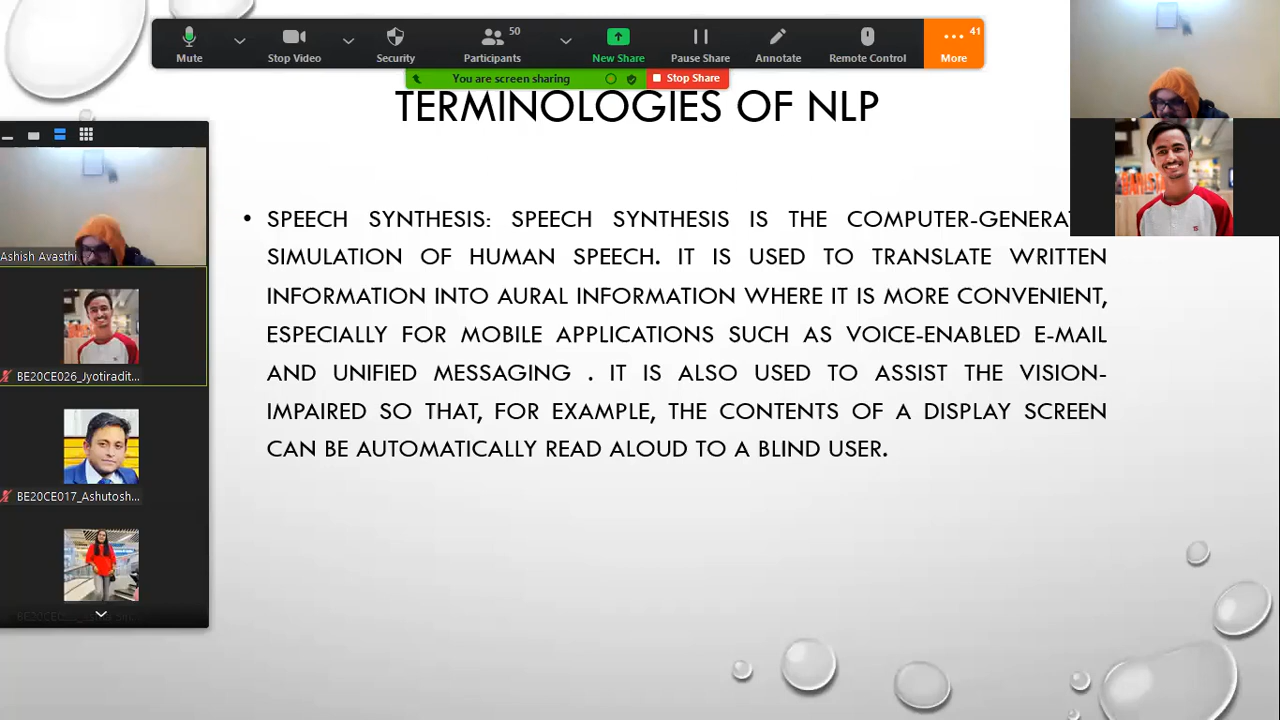 50
41
Mute
Stop Video
Security
Participants
New Share
Pause Share
Annotate
Remote Control
More
You are screen sharing
Stop Share
TERMINOLOGIES OF NLP
• SPEECH SYNTHESIS: SPEECH SYNTHESIS IS THE
SIMULATION OF HUMAN SPEECH. IT IS USED TO TRANSLATE WRITTEN
INFORMATION INTO AURAL INFORMATION WHERE IT IS MORE CONVENIENT,
ESPECIALLY FOR MOBILE APPLICATIONS SUCH AS VOICE-ENABLED E-MAIL
AND UNIFIED MESSAGING . IT IS ALSO USED TO ASSIST THE VISION-
IMPAIRED SO THAT, FOR EXAMPLE, THE CONTENTS OF A DISPLAY SCREEN
CAN BE AUTOMATICALLY READ ALOUD TO A BLIND USER.
Ashish Avasthi
BE20CE026_Jyotiradit...
BE20CE017_Ashutosh...